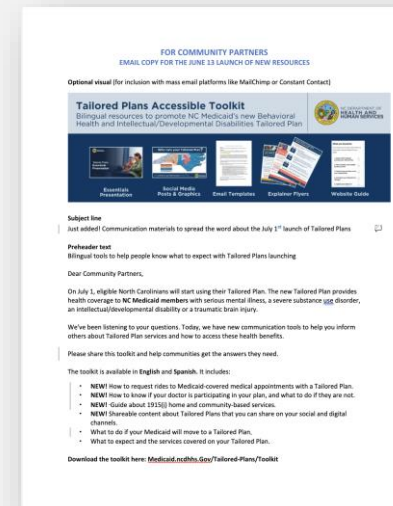 FOR COMMUNITY PARTNERS
EMAIL COPY FOR THE JUNE 13 LAUNCH OF NEW RESOURCES
Optional visual (for inclusion with mass email platforms like MailChimp or Constant Contact)
Tailored Plans Accessible Toolkit
Bilingual resources to promote NC Medicaid's new Behavioral
Health and Intellectual/Developmental Disabilities Tailored Plan
NC DEPARTMENT OF
HEALTH AND
HUMAN SERVICES
Essentials
Presentation
Social Media
Posts & Graphics
Email Templates
Explainer Flyers
Website Guide
Subject line
Just added! Communication materials to spread the word about the July 1st launch of Tailored Plans
Preheader text
Bilingual tools to help people know what to expect with Tailored Plans launching
Dear Community Partners,
On July 1, eligible North Carolinians will start using their Tailored Plan. The new Tailored Plan provides
health coverage to NC Medicaid members with serious mental illness, a severe substance use disorder,
an intellectual/developmental disability or a traumatic brain injury.
We've been listening to your questions. Today, we have new communication tools to help you inform
others about Tailored Plan services and how to access these health benefits.
Please share this toolkit and help communities get the answers they need.
The toolkit is available in English and Spanish. It includes:
• NEW! How to request rides to Medicaid-covered medical appointments with a Tailored Plan.
• NEW! How to know if your doctor is participating in your plan, and what to do if they are not.
• NEW! Guide about 1915(i) home and community-based services.
• NEW! Shareable content about Tailored Plans that you can share on your social and digital
channels.
• What to do if your Medicaid will move to a Tailored Plan.
• What to expect and the services covered on your Tailored Plan.
Download the toolkit here: Medicaid.ncdhhs.Gov/Tailored-Plans/Toolkit